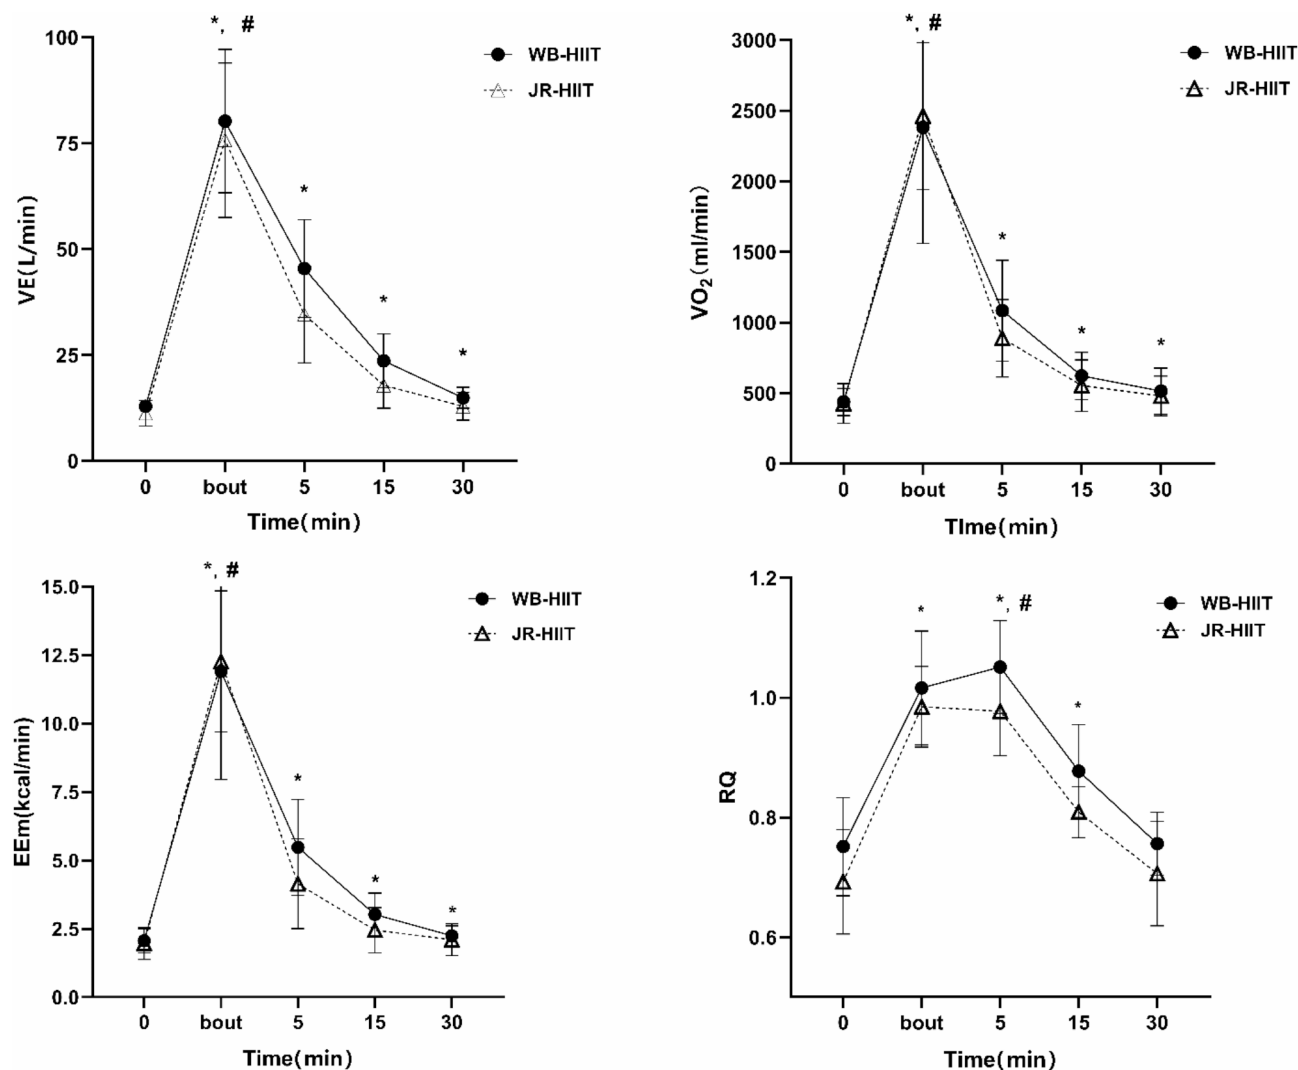 *, #
100
WB-HIIT
JR-HIIT
75
*
50
*
25
*
0
VE(L/min)
0 bout 5 15 30
Time(min)
*, #
3000
WB-HIIT
2500
JR-HIIT
2000
*
1500
1000
*
*
500
0
VO2(ml/min)
0 bout 5 15 30
TIme(min)
*, #
15.0
WB-HIIT
JR-HIIT
12.5
10.0
7.5
*
5.0
*
*
2.5
0.0
EEm(kcal/min)
0 bout 5 15 30
Time(min)
1.2
WB-HIIT
JR-HIIT
*
*, #
1.0
*
0.8
0.6
RQ
0 bout 5 15 30
Time(min)